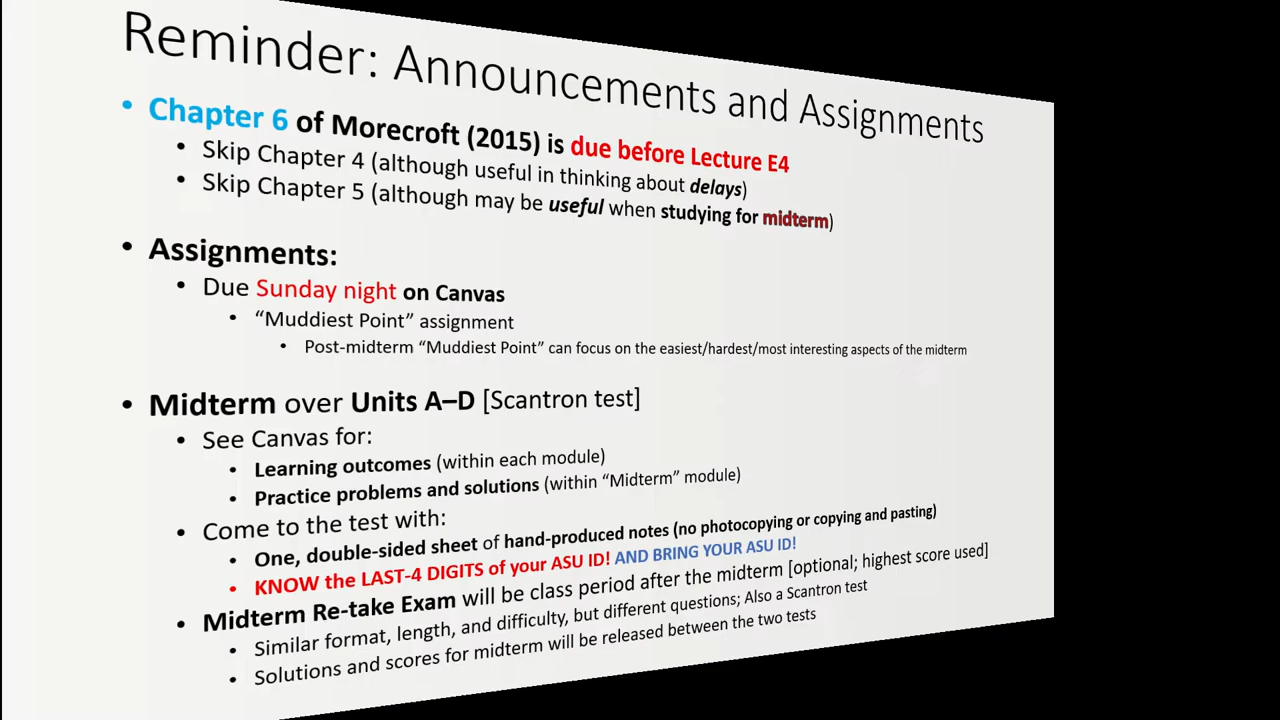 Reminder: Announcements and Assignments
• Chapter 6 of Morecroft (2015) is due before Lecture E4
• Skip Chapter 4 (although useful in thinking about delays)
• Skip Chapter 5 (although may be useful when studying for midterm)
• Assignments:
• Due Sunday night on Canvas
• “Muddiest Point” assignment
• Post-midterm “Muddiest Point” can focus on the easiest/hardest/most interesting aspects of the midterm
• Midterm over Units A–D [Scantron test]
• See Canvas for:
• Learning outcomes (within each module)
• Practice problems and solutions (within “Midterm” module)
• Come to the test with:
• One, double-sided sheet of hand-produced notes (no photocopying or copying and pasting)
• KNOW the LAST-4 DIGITS of your ASU ID! AND BRING YOUR ASU ID!
• Midterm Re-take Exam will be class period after the midterm [optional; highest score used]
• Similar format, length, and difficulty, but different questions; Also a Scantron test
• Solutions and scores for midterm will be released between the two tests